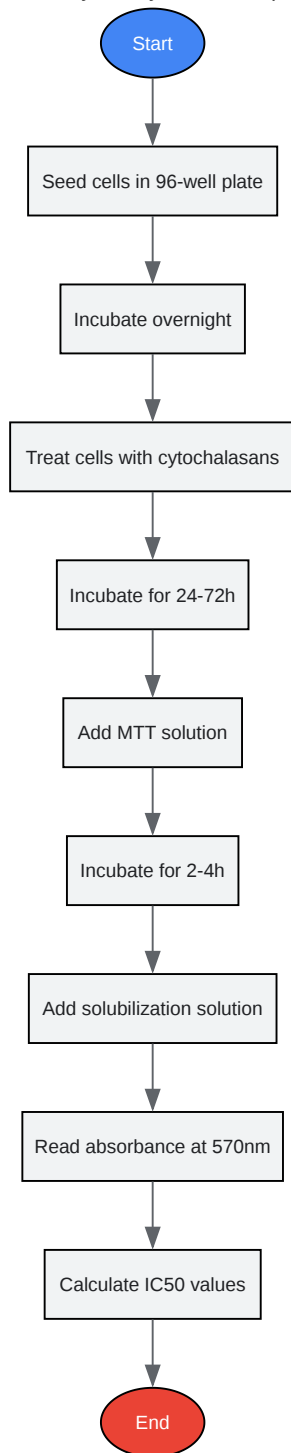 Start
Seed cells in 96-well plate
Incubate overnight
Treat cells with cytochalasans
Incubate for 24-72h
Add MTT solution
Incubate for 2-4h
Add solubilization solution
Read absorbance at 570nm
Calculate IC50 values
End